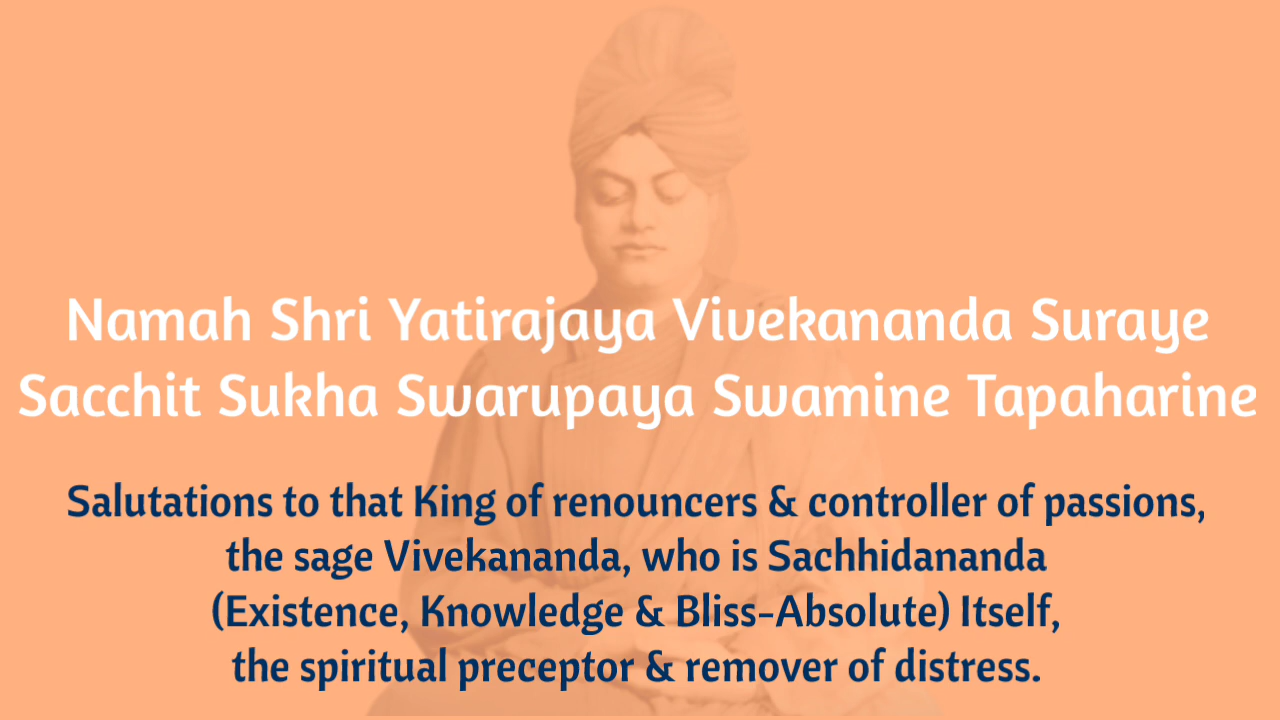 Namah Shri Yatirajaya Vivekananda Suraye
Sacchit Sukha Swarupaya Swamine Tapaharine
Salutations to that King of renouncers & controller of passions,
the sage Vivekananda, who is Sachhidananda
(Existence, Knowledge & Bliss-Absolute) Itself,
the spiritual preceptor & remover of distress.